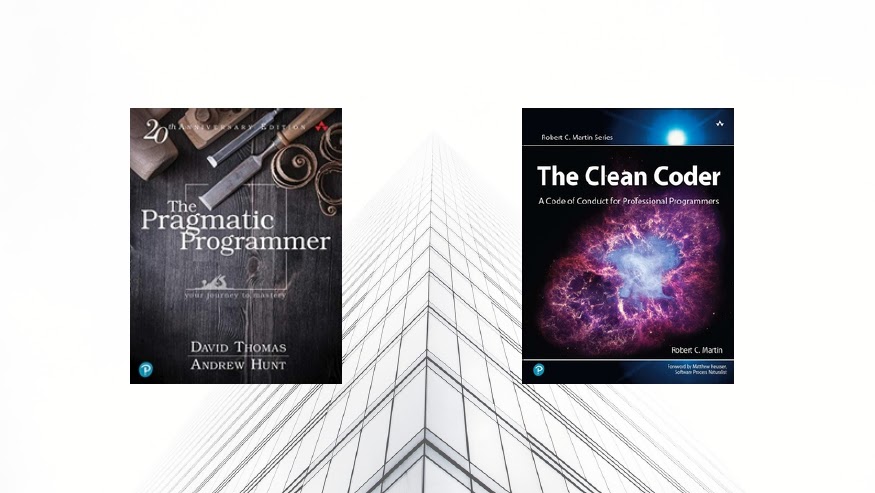 20th ANNIVERSARY EDITION
The
Pragmatic
Programmer
your journey to mastery
DAVID THOMAS
ANDREW HUNT
Robert C. Martin Series
The Clean Coder
A Code of Conduct for Professional Programmers
Robert C. Martin
Foreword by Matthew Heusser,
Software Process Naturalist